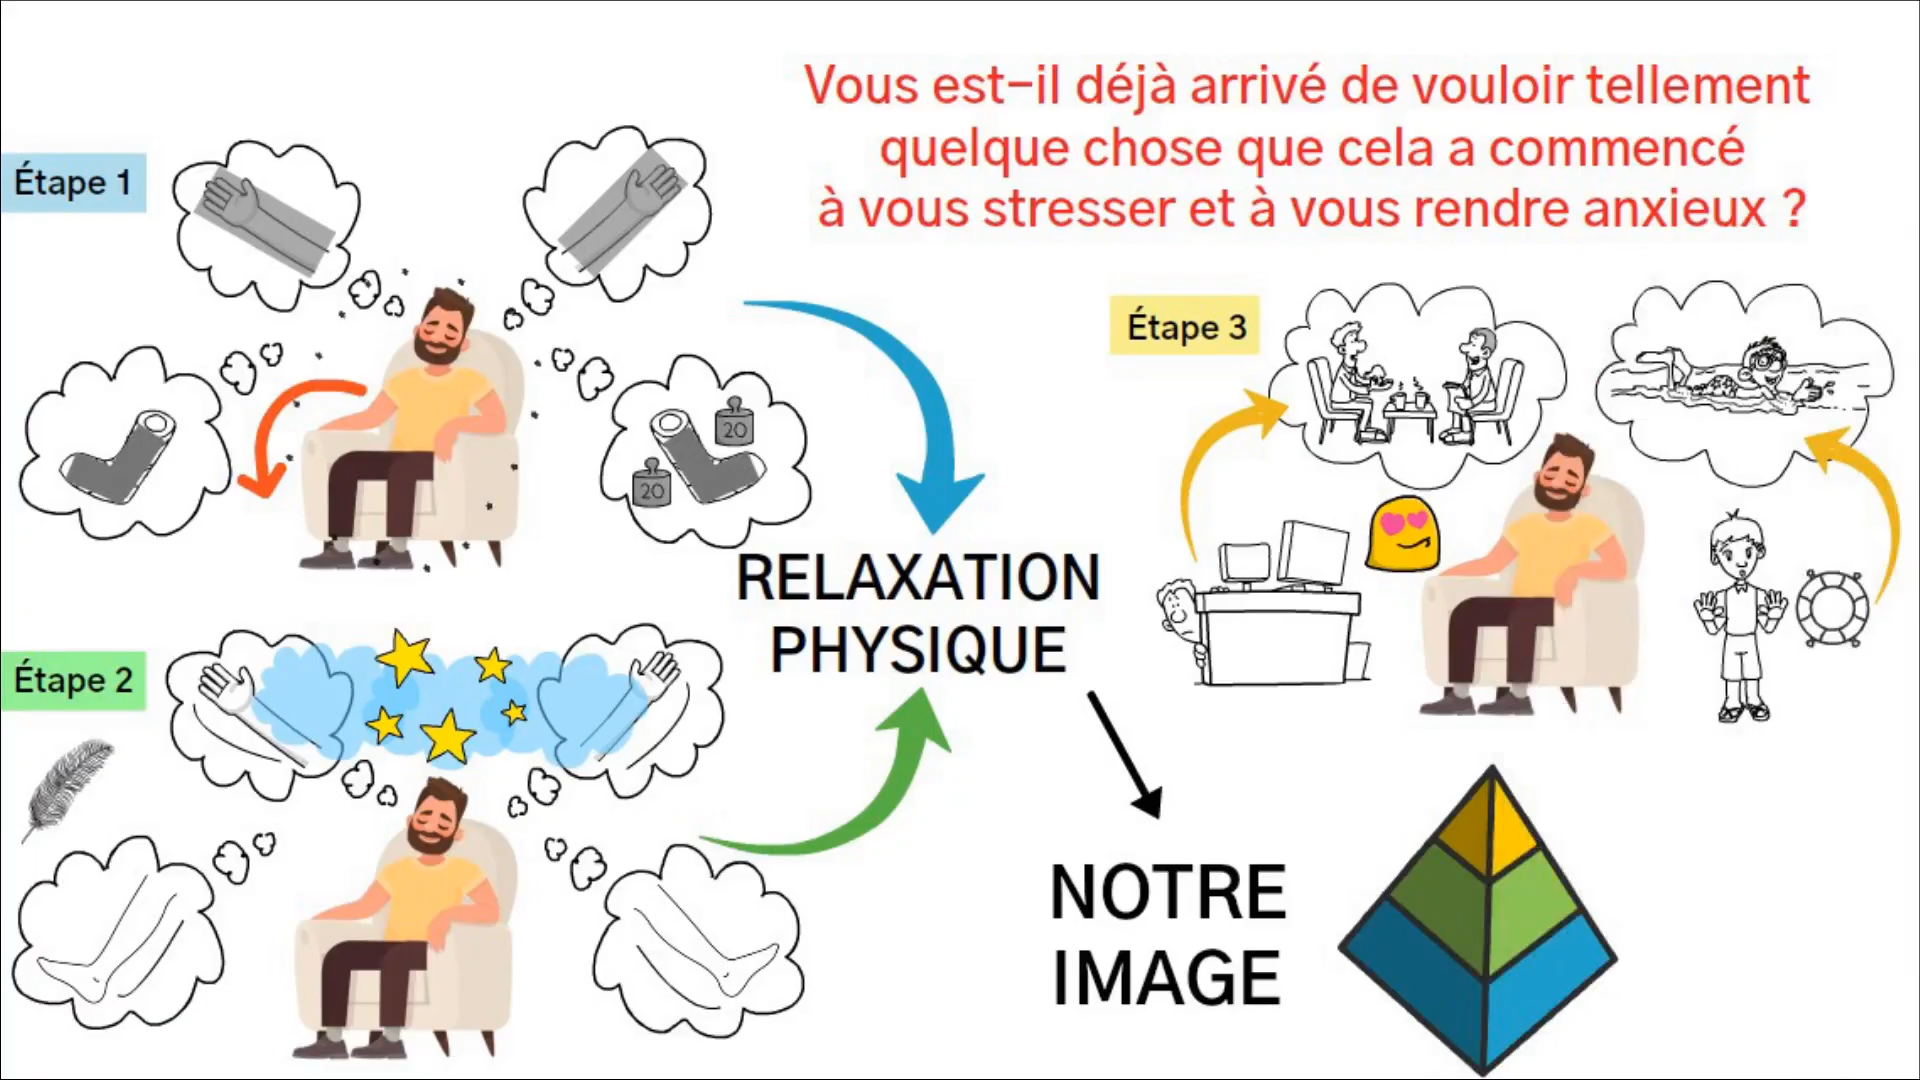 Vous est-il déjà arrivé de vouloir tellement
quelque chose que cela a commencé
à vous stresser et à vous rendre anxieux ?
Étape 1
20
20
Étape 3
RELAXATION
PHYSIQUE
Étape 2
NOTRE
IMAGE